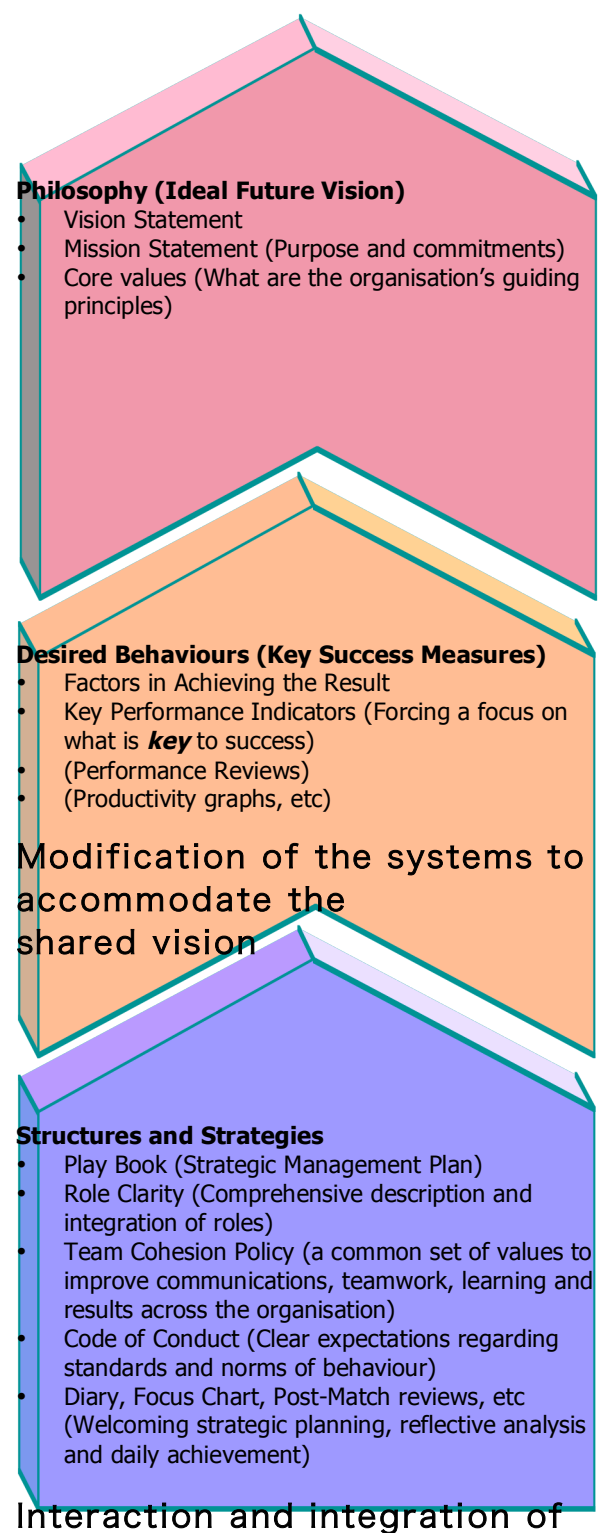 Philosophy (Ideal Future Vision)
• Vision Statement
• Mission Statement (Purpose and commitments)
• Core values (What are the organisation’s guiding
principles)
Desired Behaviours (Key Success Measures)
• Factors in Achieving the Result
• Key Performance Indicators (Forcing a focus on
what is key to success)
• (Performance Reviews)
• (Productivity graphs, etc)
Modification of the systems to
accommodate the
shared vision
Structures and Strategies
• Play Book (Strategic Management Plan)
• Role Clarity (Comprehensive description and
integration of roles)
• Team Cohesion Policy (a common set of values to
improve communications, teamwork, learning and
results across the organisation)
• Code of Conduct (Clear expectations regarding
standards and norms of behaviour)
• Diary, Focus Chart, Post-Match reviews, etc
(Welcoming strategic planning, reflective analysis
and daily achievement)
Interaction and integration of